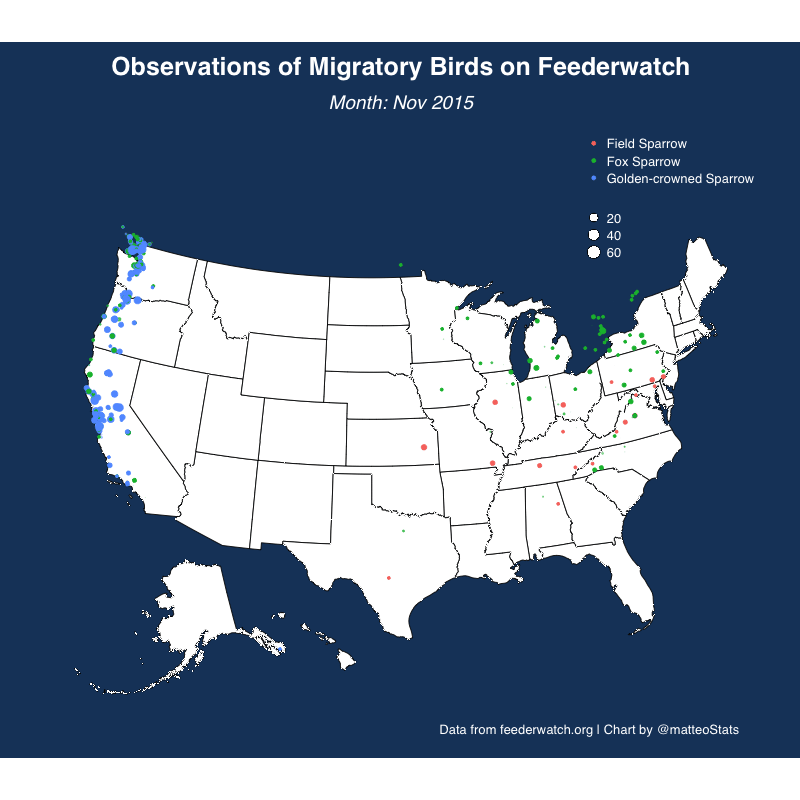 Observations of Migratory Birds on Feederwatch
Month: Nov 2015
Field Sparrow
Fox Sparrow
Golden-crowned Sparrow
20
40
60
Data from feederwatch.org | Chart by @matteoStats